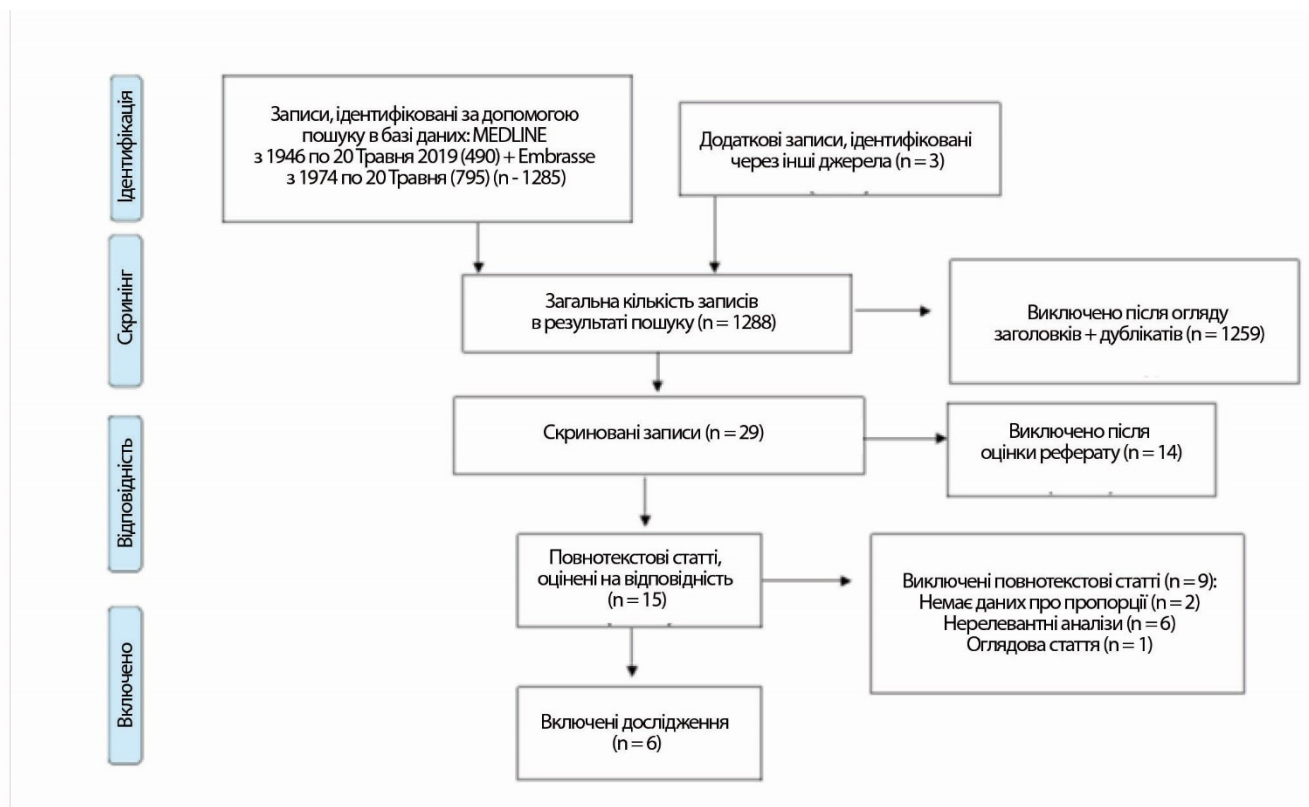 Ідентифікація
Записи, ідентифіковані за допомогою
пошуку в базі даних: MEDLINE
з 1946 по 20 Травня 2019 (490) + Embrasse
з 1974 по 20 Травня (795) (n - 1285)
Додаткові записи, ідентифіковані
через інші джерела (n = 3)
Скринінг
Загальна кількість записів
в результаті пошуку (n = 1288)
Виключено після огляду
заголовків + дублікатів (n = 1259)
Відповідність
Скриновані записи (n = 29)
Виключено після
оцінки реферату (n = 14)
Повнотекстові статті,
оцінені на відповідність
(n = 15)
Виключені повнотекстові статті (n = 9):
Немає даних про пропорції (n = 2)
Нерелевантні аналізи (n = 6)
Оглядова стаття (n = 1)
Включено
Включені дослідження
(n = 6)